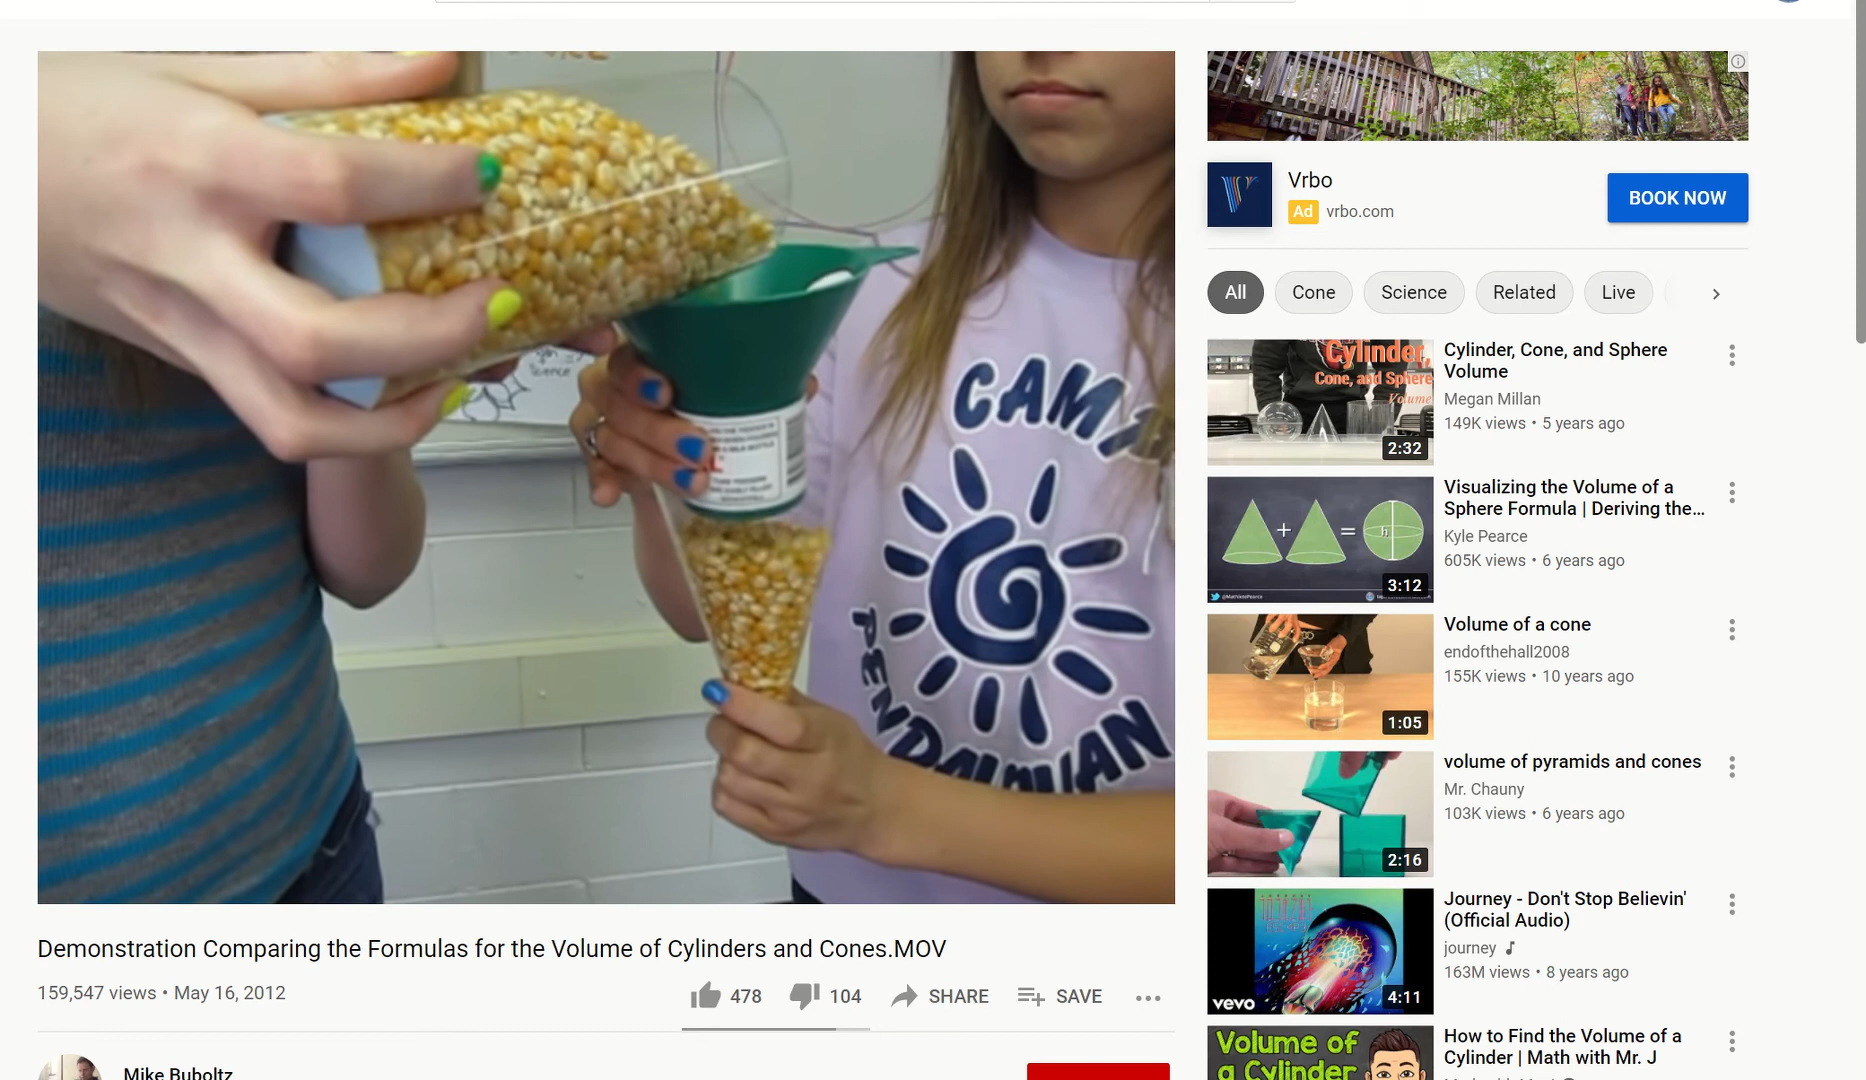 CAMP
PENDALOUAN
Science
Demonstration Comparing the Formulas for the Volume of Cylinders and Cones.MOV
159,547 views • May 16, 2012
478
104
SHARE
SAVE
Mike Buboltz
Vrbo
Ad vrbo.com
BOOK NOW
All
Cone
Science
Related
Live
Cylinder,
Cone, and Sphere
Volume
2:32
Cylinder, Cone, and Sphere
Volume
Megan Millan
149K views • 5 years ago
+ = h
@MathletePearce
3:12
Visualizing the Volume of a
Sphere Formula | Deriving the...
Kyle Pearce
605K views • 6 years ago
1:05
Volume of a cone
endofthehall2008
155K views • 10 years ago
2:16
volume of pyramids and cones
Mr. Chauny
103K views • 6 years ago
vevo
4:11
Journey - Don't Stop Believin'
(Official Audio)
journey
163M views • 8 years ago
Volume of
a Cylinder
How to Find the Volume of a
Cylinder | Math with Mr. J